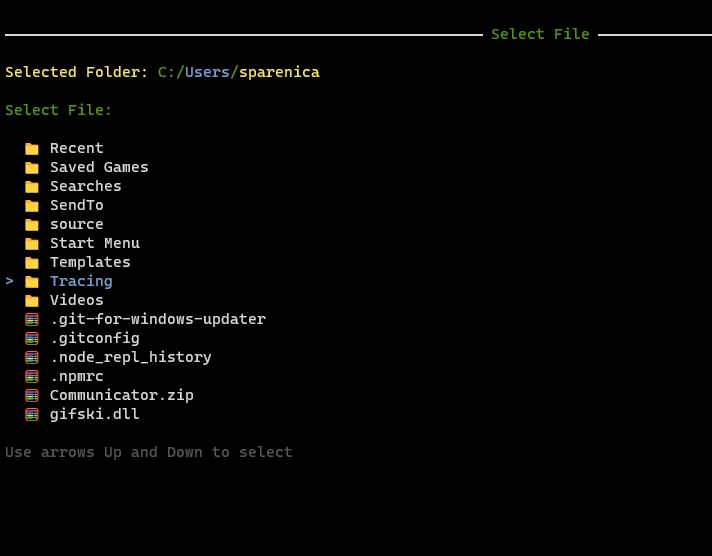 Select File
Selected Folder: C:/Users/sparenica
Select File:
Recent
Saved Games
Searches
SendTo
source
Start Menu
Templates
> Tracing
Videos
.git-for-windows-updater
.gitconfig
.node_repl_history
.npmrc
Communicator.zip
gifski.dll
Use arrows Up and Down to select